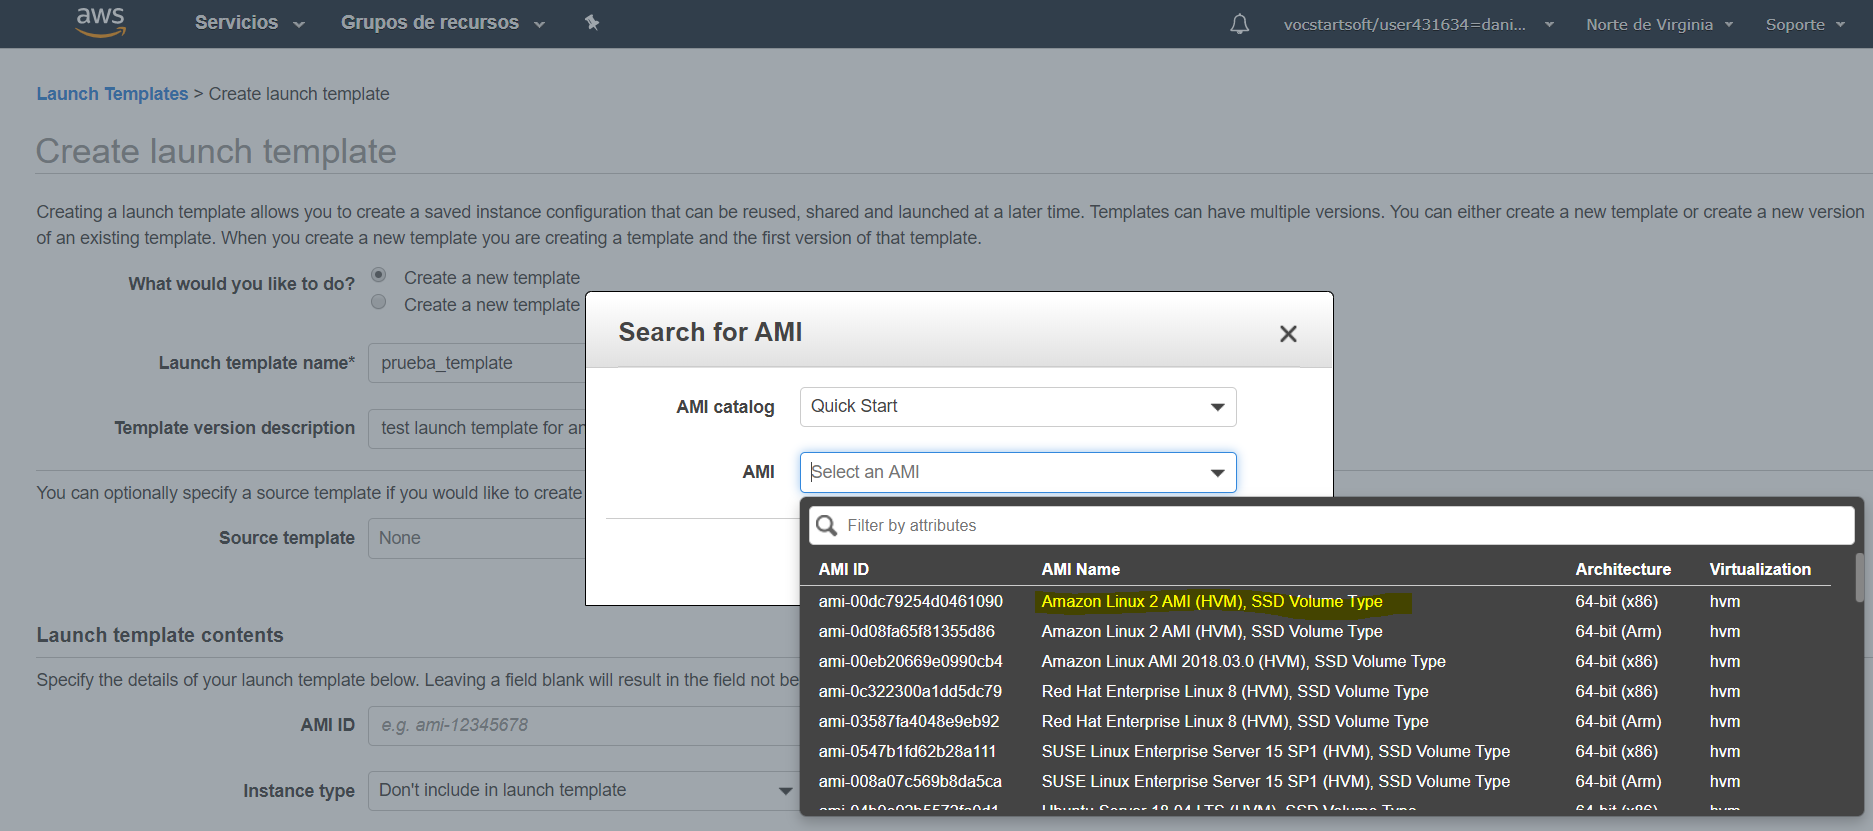 aws Servicios Grupos de recursos vocstartsoft/user431634=dani... Norte de Virginia Soporte
Launch Templates > Create launch template
Create launch template
Creating a launch template allows you to create a saved instance configuration that can be reused, shared and launched at a later time. Templates can have multiple versions. You can either create a new template or create a new version
of an existing template. When you create a new template you are creating a template and the first version of that template.
What would you like to do? Create a new template
Create a new template
Launch template name* prueba_template
Template version description test launch template for an
You can optionally specify a source template if you would like to create
Source template None
Launch template contents
Specify the details of your launch template below. Leaving a field blank will result in the field not be
AMI ID e.g. ami-12345678
Instance type Don't include in launch template
Search for AMI
AMI catalog Quick Start
AMI Select an AMI
Filter by attributes
AMI ID AMI Name Architecture Virtualization
ami-00dc79254d0461090 Amazon Linux 2 AMI (HVM), SSD Volume Type 64-bit (x86) hvm
ami-0d08fa65f81355d86 Amazon Linux 2 AMI (HVM), SSD Volume Type 64-bit (Arm) hvm
ami-00eb20669e0990cb4 Amazon Linux AMI 2018.03.0 (HVM), SSD Volume Type 64-bit (x86) hvm
ami-0c322300a1dd5dc79 Red Hat Enterprise Linux 8 (HVM), SSD Volume Type 64-bit (x86) hvm
ami-03587fa4048e9eb92 Red Hat Enterprise Linux 8 (HVM), SSD Volume Type 64-bit (Arm) hvm
ami-0547b1fd62b28a111 SUSE Linux Enterprise Server 15 SP1 (HVM), SSD Volume Type 64-bit (x86) hvm
ami-008a07c569b8da5ca SUSE Linux Enterprise Server 15 SP1 (HVM), SSD Volume Type 64-bit (Arm) hvm
Ubuntu Server 18.04 LTS (HVM), SSD Volume Type 64-bit (x86) hvm